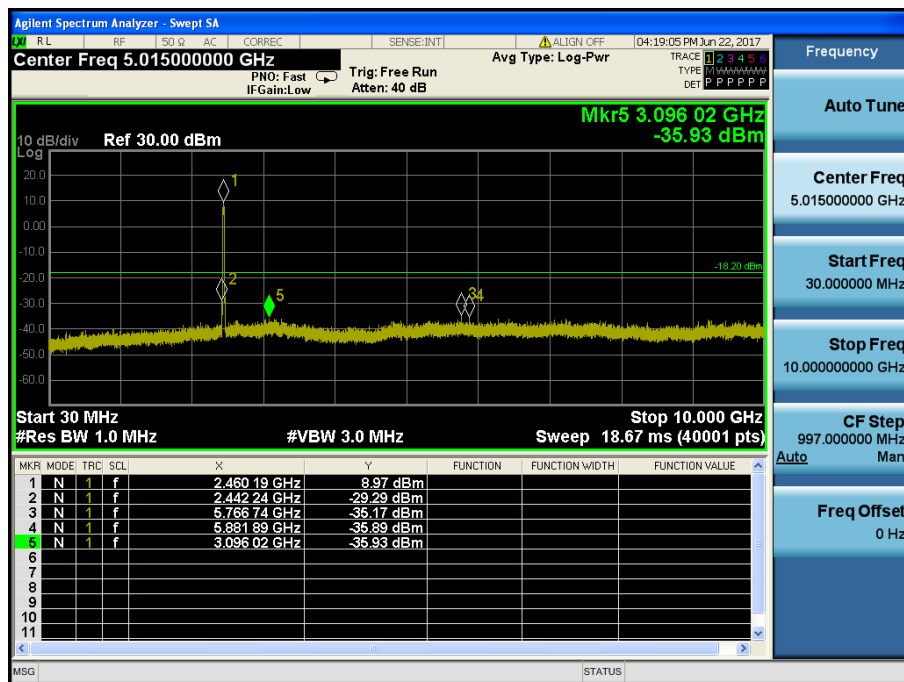 Agilent Spectrum Analyzer - Swept SA
LXI RL RF 50 Ω AC CORREC SENSE:INT ALIGN OFF 04:19:05 PM Jun 22, 2017
Center Freq 5.015000000 GHz
PNO: Fast
IFGain:Low
Trig: Free Run
Atten: 40 dB
Avg Type: Log-Pwr
TRACE 1 2 3 4 5 6
TYPE M
DET P P P P P P
Mkr5 3.096 02 GHz
-35.93 dBm
10 dB/div Ref 30.00 dBm
Log
20.0
10.0
0.00
-10.0
-20.0
-30.0
-40.0
-50.0
-60.0
1
2
5
3 4
-18.20 dBm
Start 30 MHz Stop 10.000 GHz
#Res BW 1.0 MHz #VBW 3.0 MHz Sweep 18.67 ms (40001 pts)
MKR MODE TRC SCL X Y FUNCTION FUNCTION WIDTH FUNCTION VALUE
1 N 1 f 2.460 19 GHz 8.97 dBm
2 N 1 f 2.442 24 GHz -29.29 dBm
3 N 1 f 5.766 74 GHz -35.17 dBm
4 N 1 f 5.881 89 GHz -35.89 dBm
5 N 1 f 3.096 02 GHz -35.93 dBm
6
7
8
9
10
11
MSG STATUS
Frequency
Auto Tune
Center Freq
5.015000000 GHz
Start Freq
30.000000 MHz
Stop Freq
10.000000000 GHz
CF Step
997.000000 MHz
Auto Man
Freq Offset
0 Hz